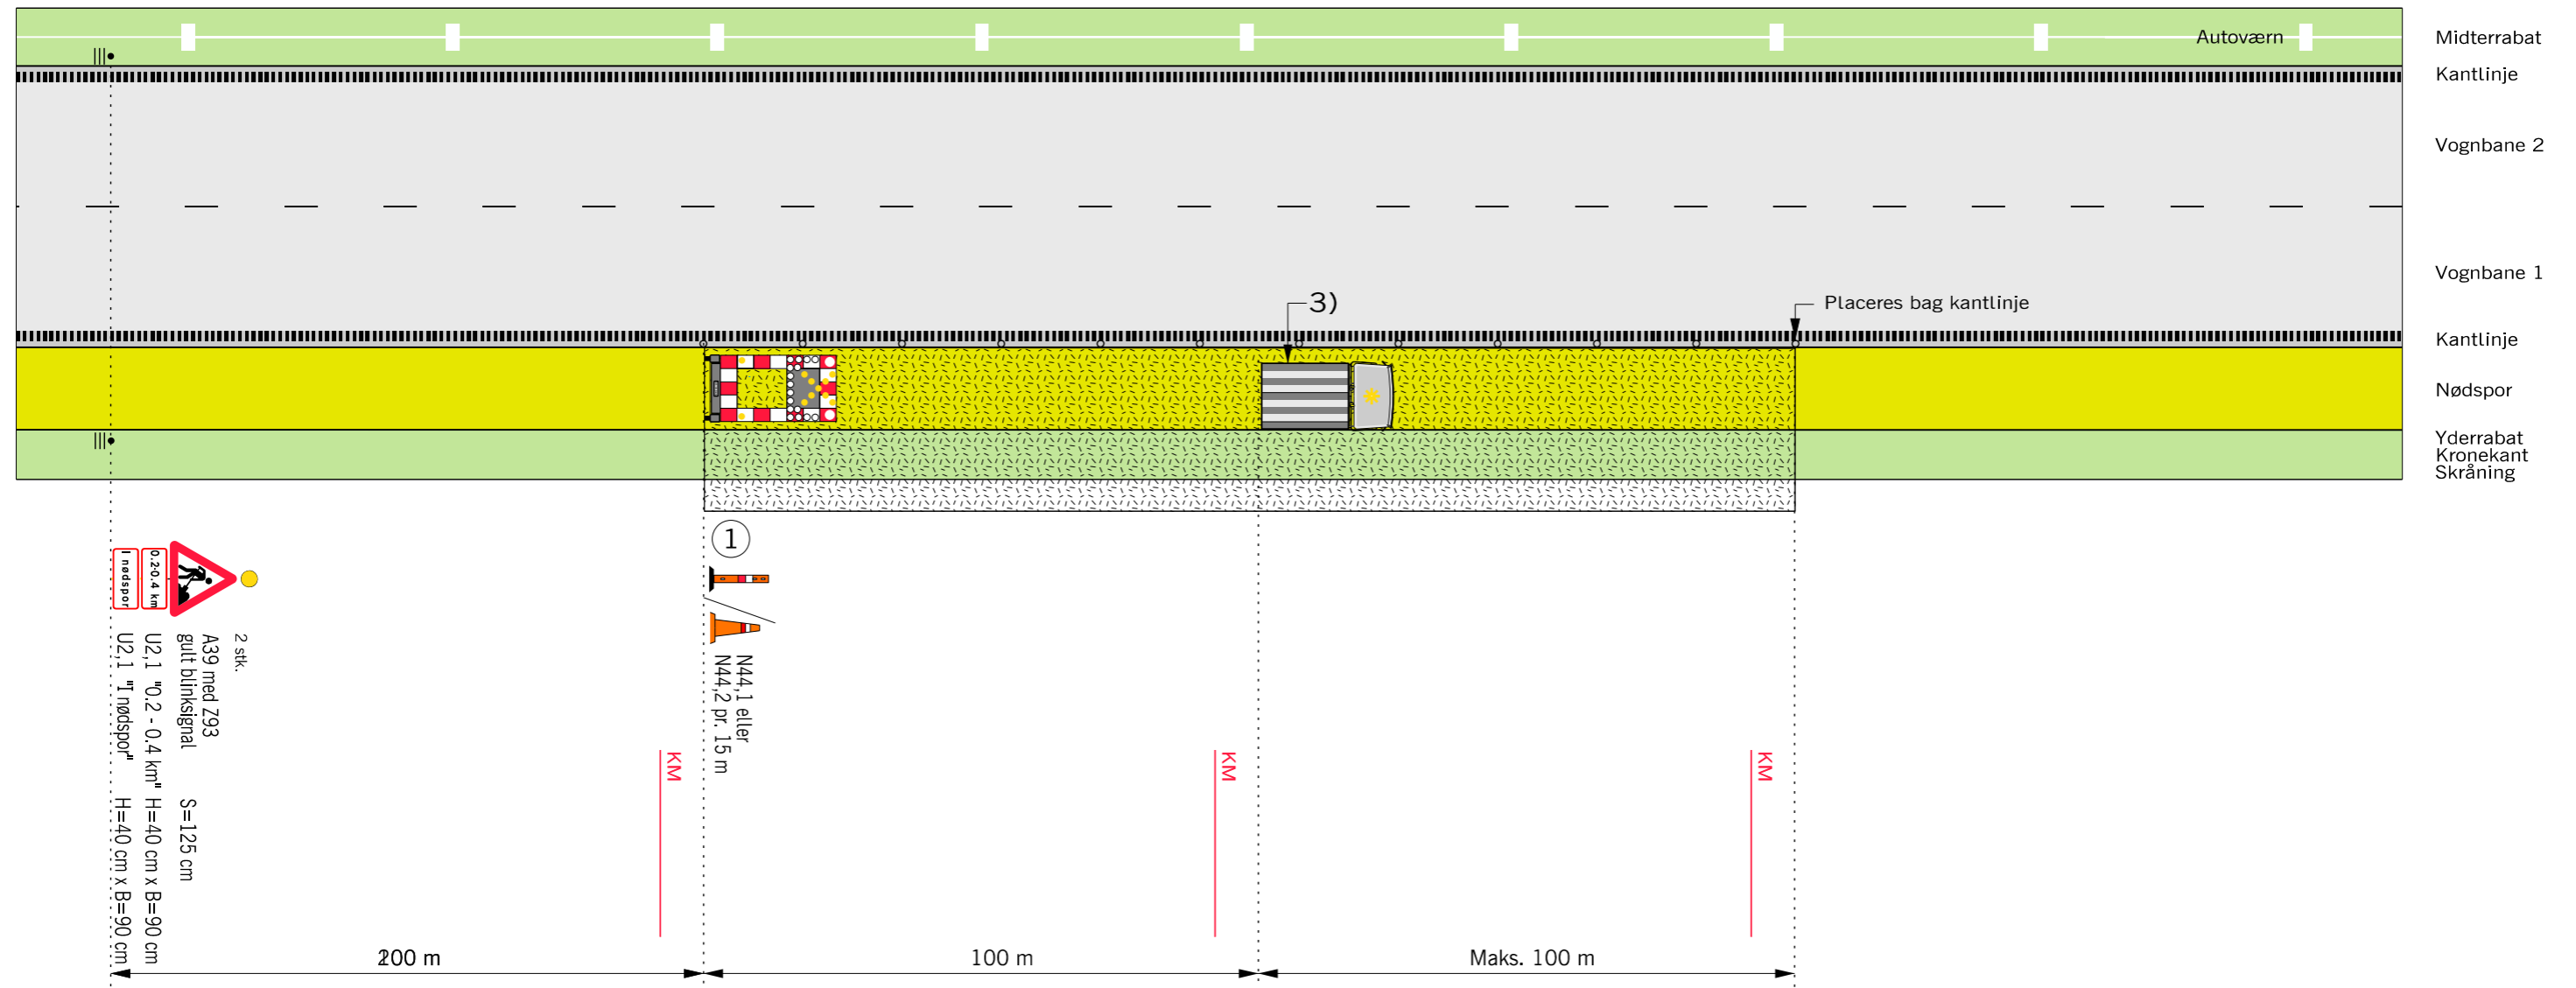 Autoværn
Midterrabat
Kantlinje
Vognbane 2
Vognbane 1
3)
Placeres bag kantlinje
Kantlinje
Nødspor
Yderrabat
Kronekant
Skråning
1
I nødspor
0.2-0.4 km
2 stk.
A39 med Z93
gult blinksignal S=125 cm
U2,1 "0.2 - 0.4 km" H=40 cm x B=90 cm
U2,1 "I nødspor" H=40 cm x B=90 cm
N44,1 eller
N44,2 pr. 15 m
KM
KM
KM
100 m
Maks. 100 m